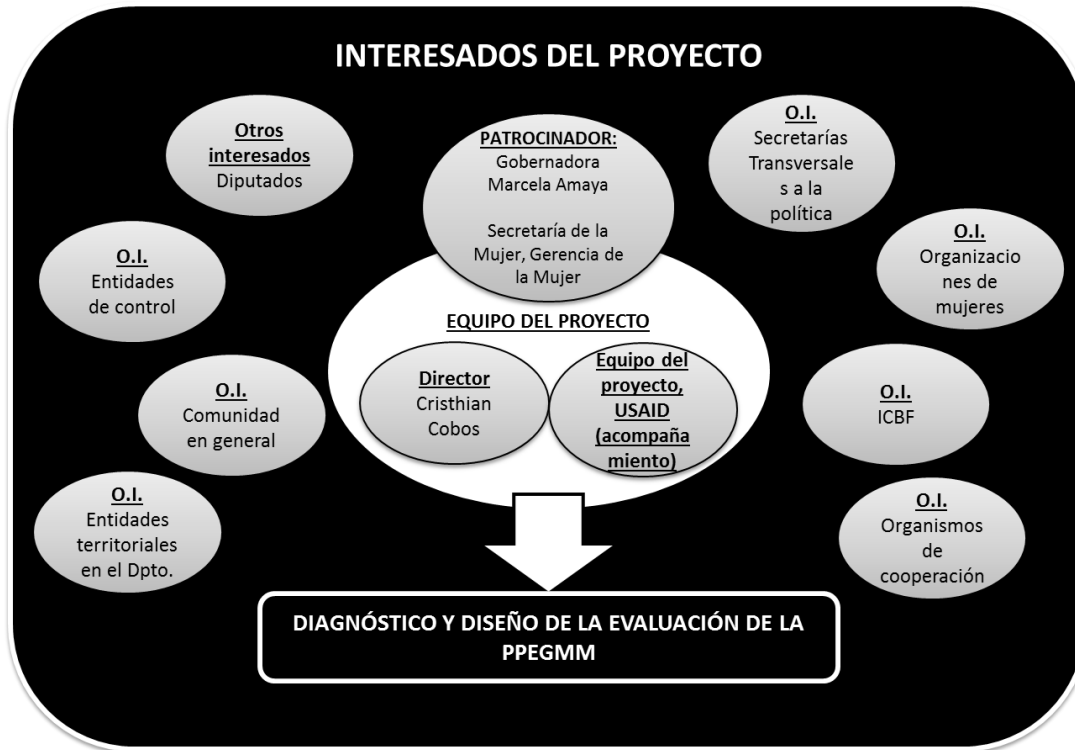 INTERESADOS DEL PROYECTO
Otros
interesados
Diputados
PATROCINADOR:
Gobernadora
Marcela Amaya
Secretaría de la
Mujer, Gerencia de
la Mujer
O.I.
Secretarías
Transversale
s a la
política
O.I.
Entidades
de control
O.I.
Organizacio
nes de
mujeres
EQUIPO DEL PROYECTO
Director
Cristhian
Cobos
Equipo del
proyecto,
USAID
(acompaña
miento)
O.I.
Comunidad
en general
O.I.
ICBF
O.I.
Entidades
territoriales
en el Dpto.
O.I.
Organismos
de
cooperación
DIAGNÓSTICO Y DISEÑO DE LA EVALUACIÓN DE LA
PPEGMM